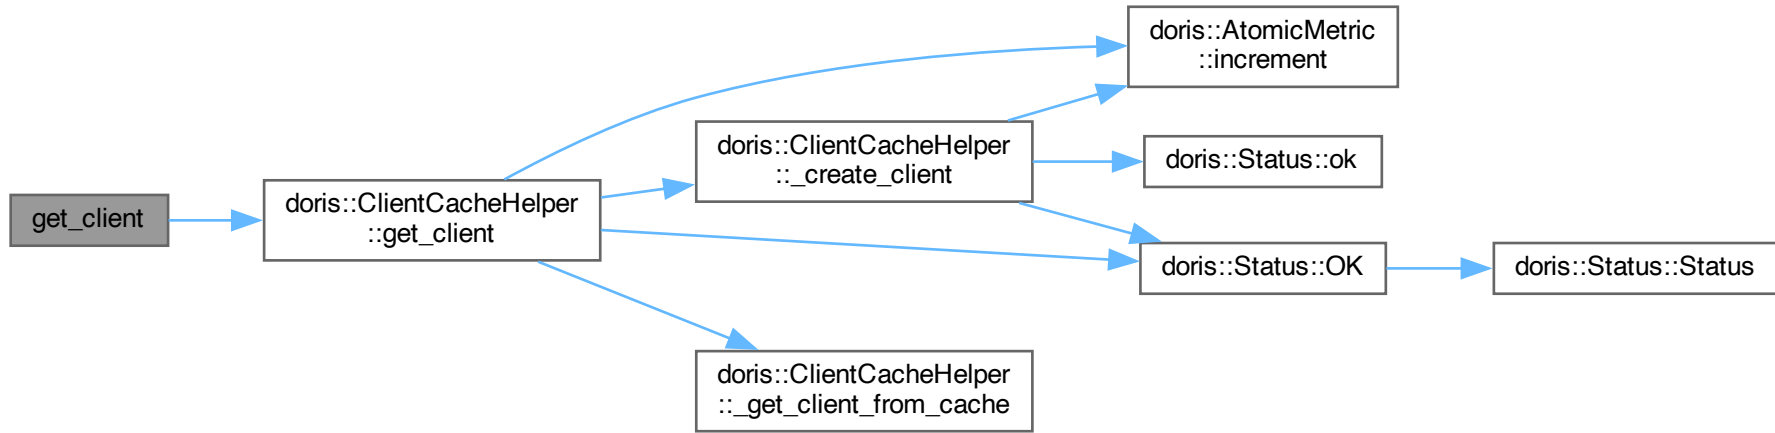 get_client
doris::ClientCacheHelper
::get_client
doris::AtomicMetric
::increment
doris::ClientCacheHelper
::_create_client
doris::Status::ok
doris::Status::OK
doris::Status::Status
doris::ClientCacheHelper
::_get_client_from_cache